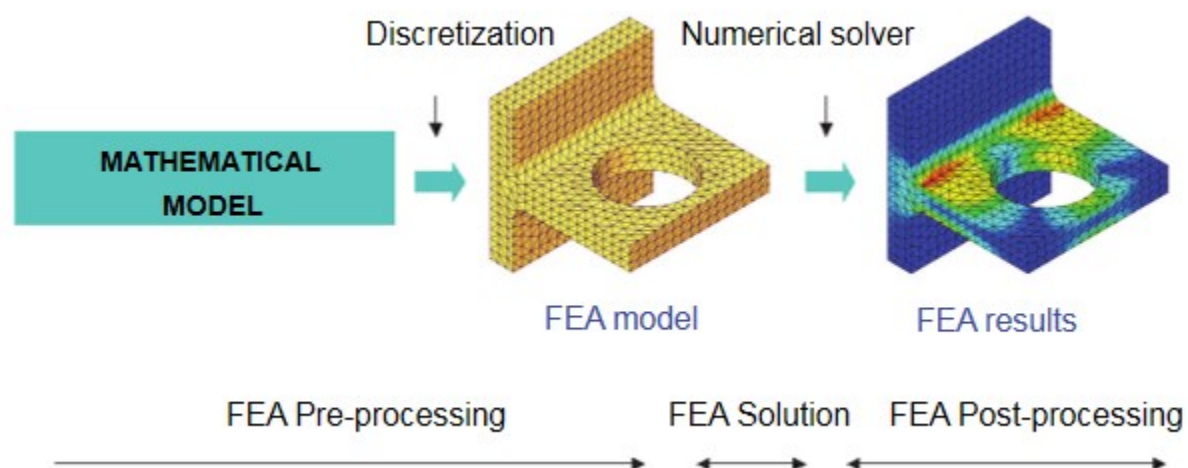 Discretization
Numerical solver
MATHEMATICAL
MODEL
FEA model
FEA results
FEA Pre-processing
FEA Solution
FEA Post-processing